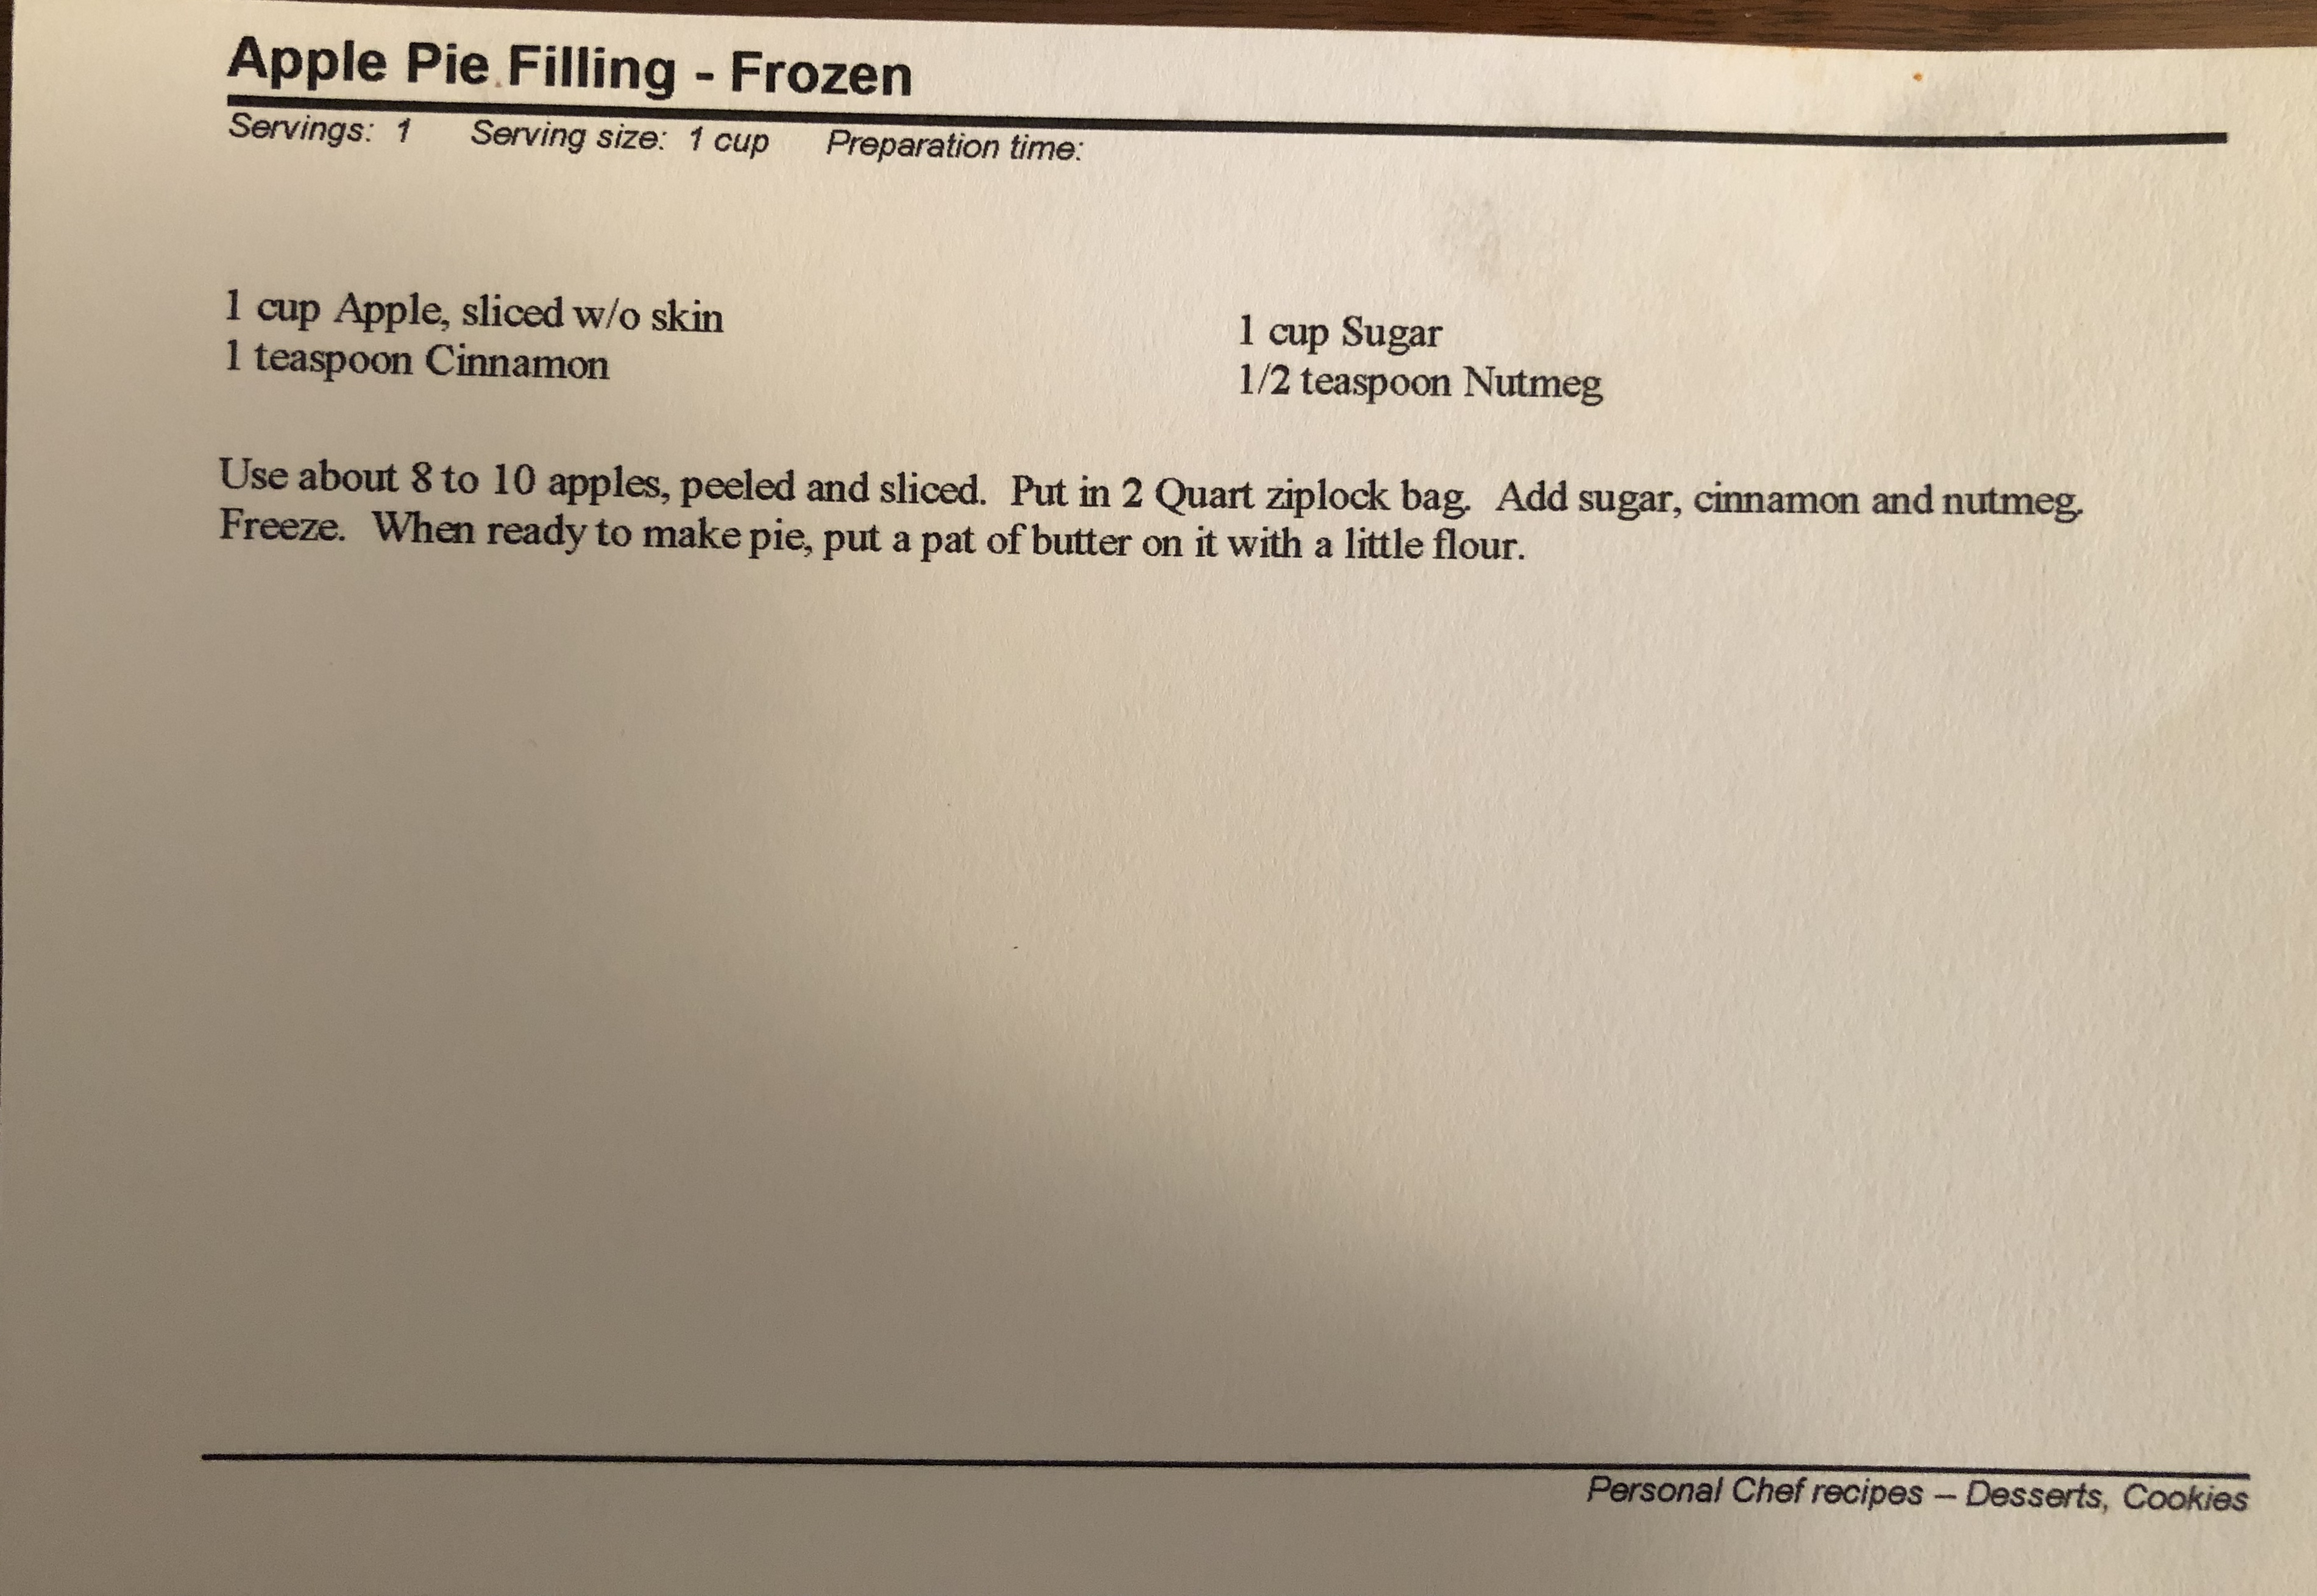 Apple Pie Filling - Frozen
Servings: 1 Serving size: 1 cup Preparation time:
1 cup Apple, sliced w/o skin
1 teaspoon Cinnamon
1 cup Sugar
1/2 teaspoon Nutmeg
Use about 8 to 10 apples, peeled and sliced. Put in 2 Quart ziplock bag. Add sugar, cinnamon and nutmeg.
Freeze. When ready to make pie, put a pat of butter on it with a little flour.
Personal Chef recipes – Desserts, Cookies